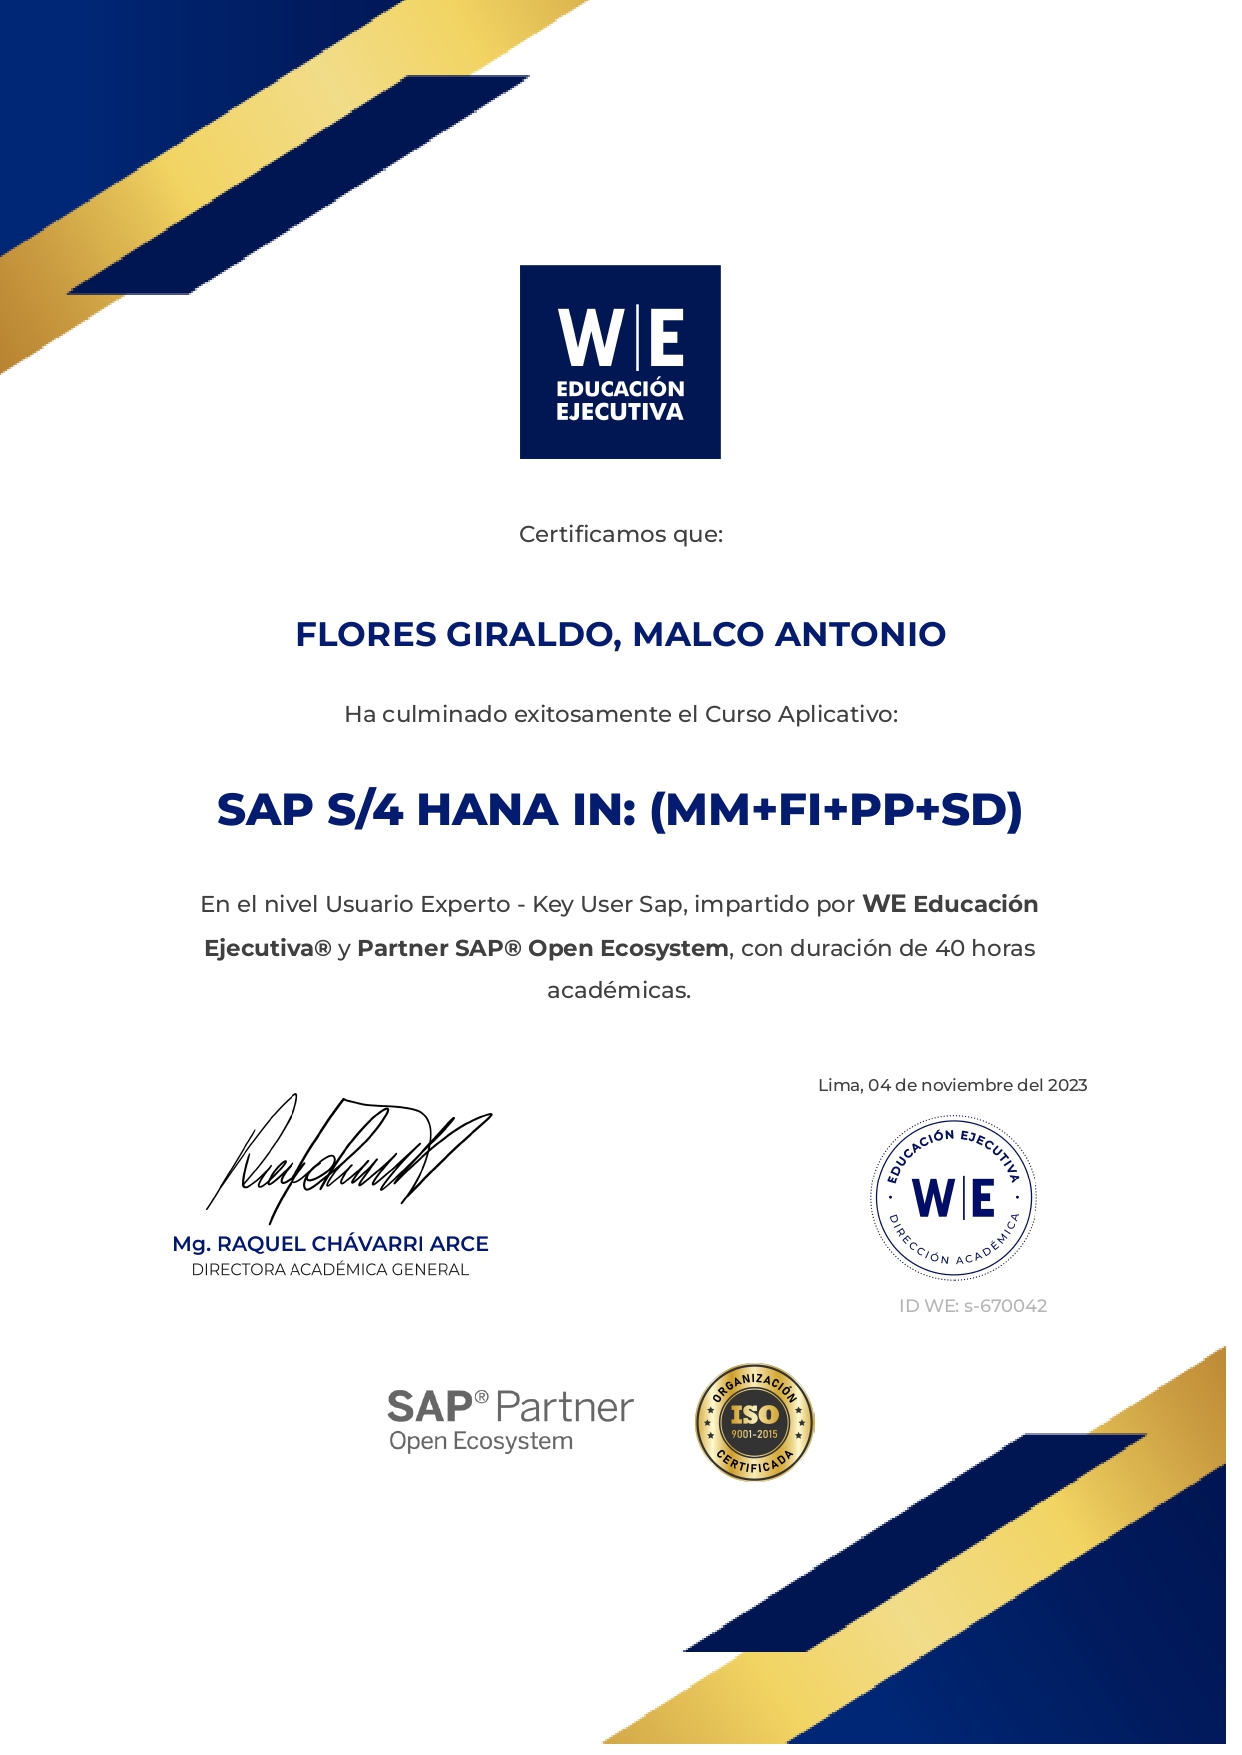 W|E
EDUCACIÓN
EJECUTIVA
Certificamos que:
FLORES GIRALDO, MALCO ANTONIO
Ha culminado exitosamente el Curso Aplicativo:
SAP S/4 HANA IN: (MM+FI+PP+SD)
En el nivel Usuario Experto - Key User Sap, impartido por WE Educación
Ejecutiva® y Partner SAP® Open Ecosystem, con duración de 40 horas
académicas.
Lima, 04 de noviembre del 2023
EDUCACIÓN EJECUTIVA
W|E
DIRECCIÓN ACADÉMICA
Mg. RAQUEL CHÁVARRI ARCE
DIRECTORA ACADÉMICA GENERAL
ID WE: s-670042
SAP® Partner
Open Ecosystem
ORGANIZACIÓN
ISO
9001-2015
CERTIFICADA